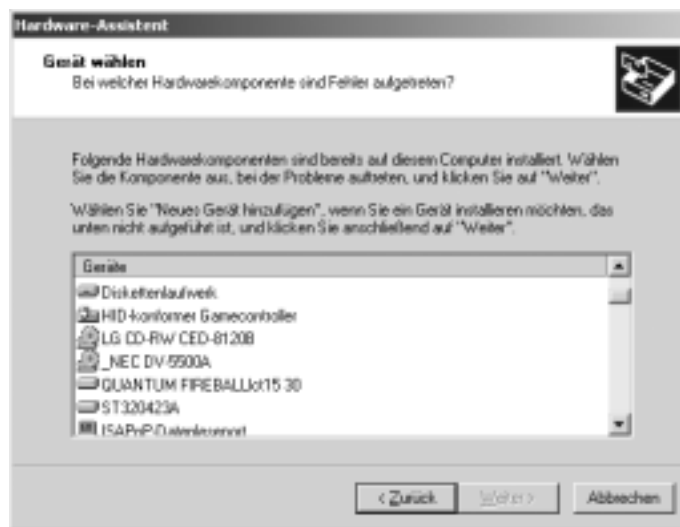 Hardware-Assistent
Gerät wählen
Bei welcher Hardwarekomponente sind Fehler aufgetreten?
Folgende Hardwarekomponenten sind bereits auf diesem Computer installiert. Wählen
Sie die Komponente aus, bei der Probleme auftreten, und klicken Sie auf "Weiter".
Wählen Sie "Neues Gerät hinzufügen", wenn Sie ein Gerät installieren möchten, das
unten nicht aufgeführt ist, und klicken Sie anschließend auf "Weiter".
Geräte
Diskettenlaufwerk
HID-konformer Gamecontroller
LG CD-RW CED-8120B
_NEC DV-5500A
QUANTUM FIREBALLlct15 30
ST320423A
ISAPnP-Datenleseport
< Zurück
Weiter >
Abbrechen